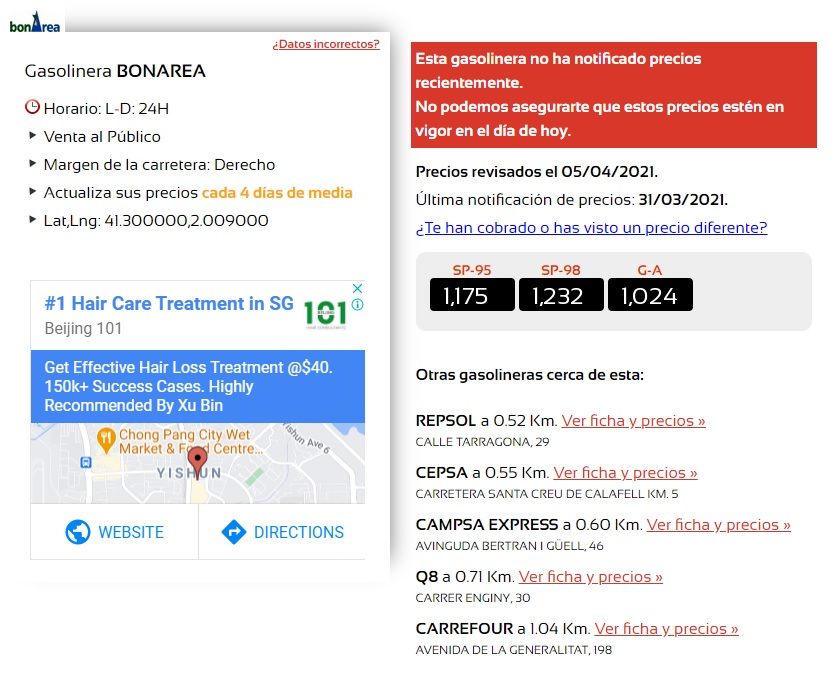 bonArea
¿Datos incorrectos?
Gasolinera BONAREA
Horario: L-D: 24H
Venta al Público
Margen de la carretera: Derecho
Actualiza sus precios cada 4 días de media
Lat,Lng: 41.300000,2.009000
#1 Hair Care Treatment in SG
Beijing 101
101
Get Effective Hair Loss Treatment @$40.
150k+ Success Cases. Highly
Recommended By Xu Bin
Chong Pang City Wet
Market & Food Centre...
Yishun Ave 6
YISHUN
WEBSITE
DIRECTIONS
Esta gasolinera no ha notificado precios
recientemente.
No podemos asegurarte que estos precios estén en
vigor en el día de hoy.
Precios revisados el 05/04/2021.
Última notificación de precios: 31/03/2021.
¿Te han cobrado o has visto un precio diferente?
SP-95 SP-98 G-A
1,175 1,232 1,024
Otras gasolineras cerca de esta:
REPSOL a 0.52 Km. Ver ficha y precios »
CALLE TARRAGONA, 29
CEPSA a 0.55 Km. Ver ficha y precios »
CARRETERA SANTA CREU DE CALAFELL KM. 5
CAMPSA EXPRESS a 0.60 Km. Ver ficha y precios »
AVINGUDA BERTRAN I GÜELL, 46
Q8 a 0.71 Km. Ver ficha y precios »
CARRER ENGINY, 30
CARREFOUR a 1.04 Km. Ver ficha y precios »
AVENIDA DE LA GENERALITAT, 198